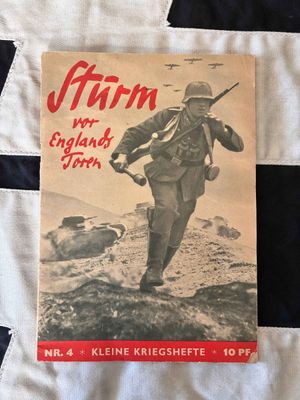 Sturm
vor
Englands
Toren
NR. 4 * KLEINE KRIEGSHEFTE * 10 PF.